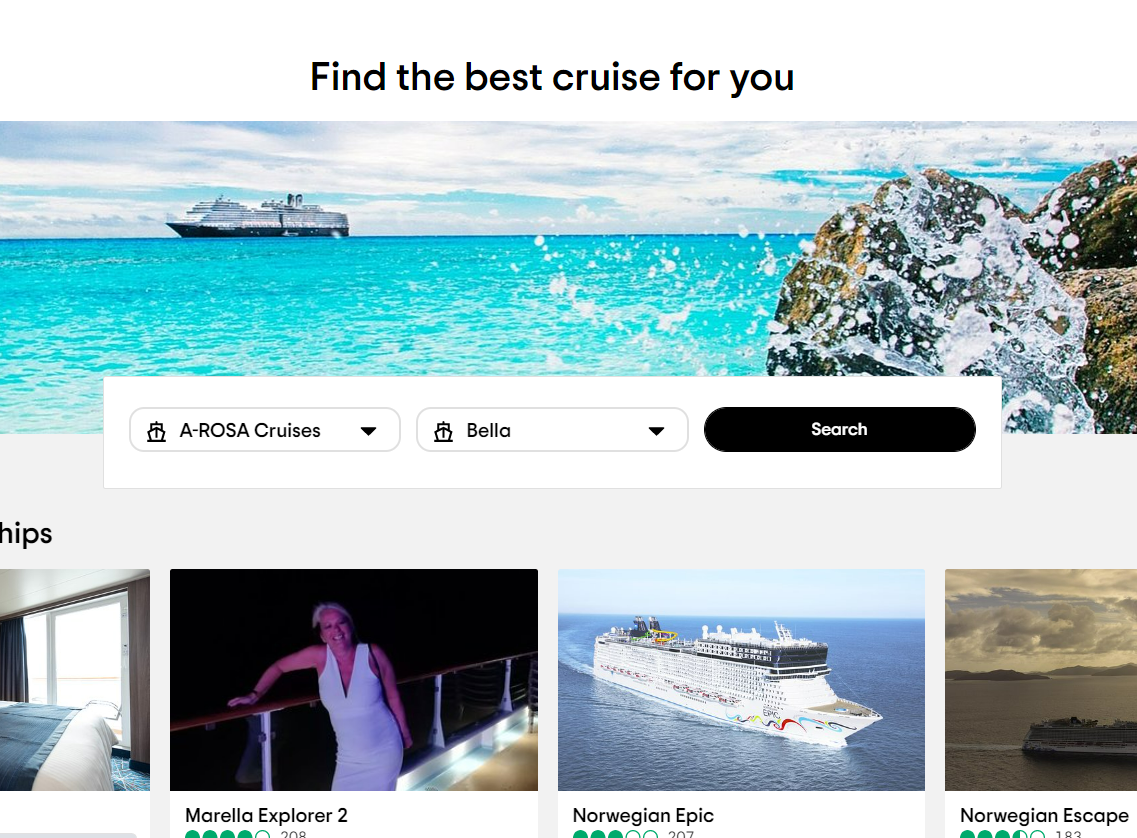 Find the best cruise for you
A-ROSA Cruises
Bella
Search
hips
EPIC
Marella Explorer 2
Norwegian Epic
Norwegian Escape
208
207
183